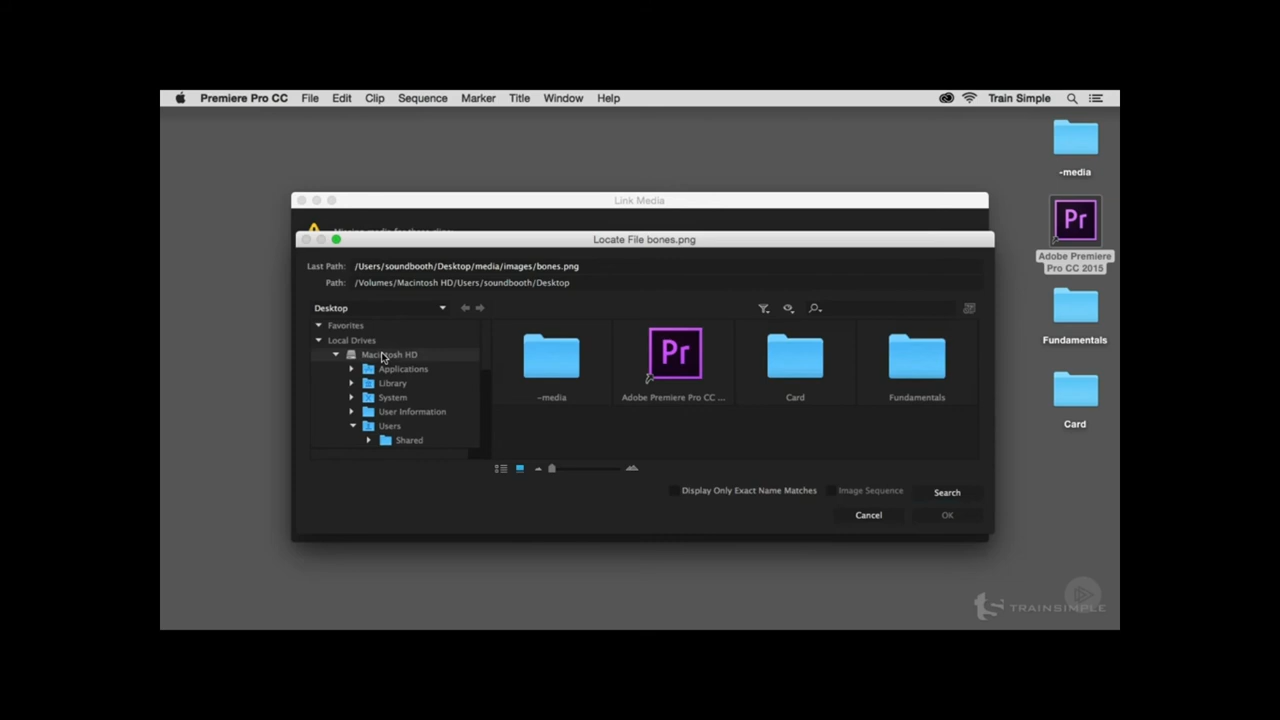 Premiere Pro CC File Edit Clip Sequence Marker Title Window Help Train Simple
-media
Pr
Adobe Premiere
Pro CC 2015
Fundamentals
Card
Link Media
Locate File bones.png
Last Path: /Users/soundbooth/Desktop/media/images/bones.png
Path: /Volumes/Macintosh HD/Users/soundbooth/Desktop
Desktop
Favorites
Local Drives
Macintosh HD
Applications
Library
System
User Information
Users
Shared
Pr
-media Adobe Premiere Pro CC ... Card Fundamentals
Display Only Exact Name Matches Image Sequence Search
Cancel OK
ts TRAINSIMPLE